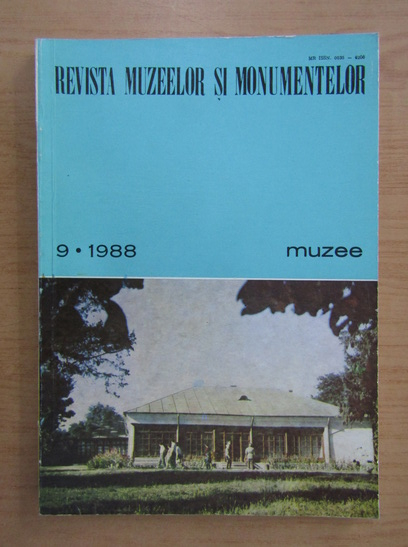 REVISTA MUZEELOR ȘI MONUMENTELOR
9 • 1988 muzee